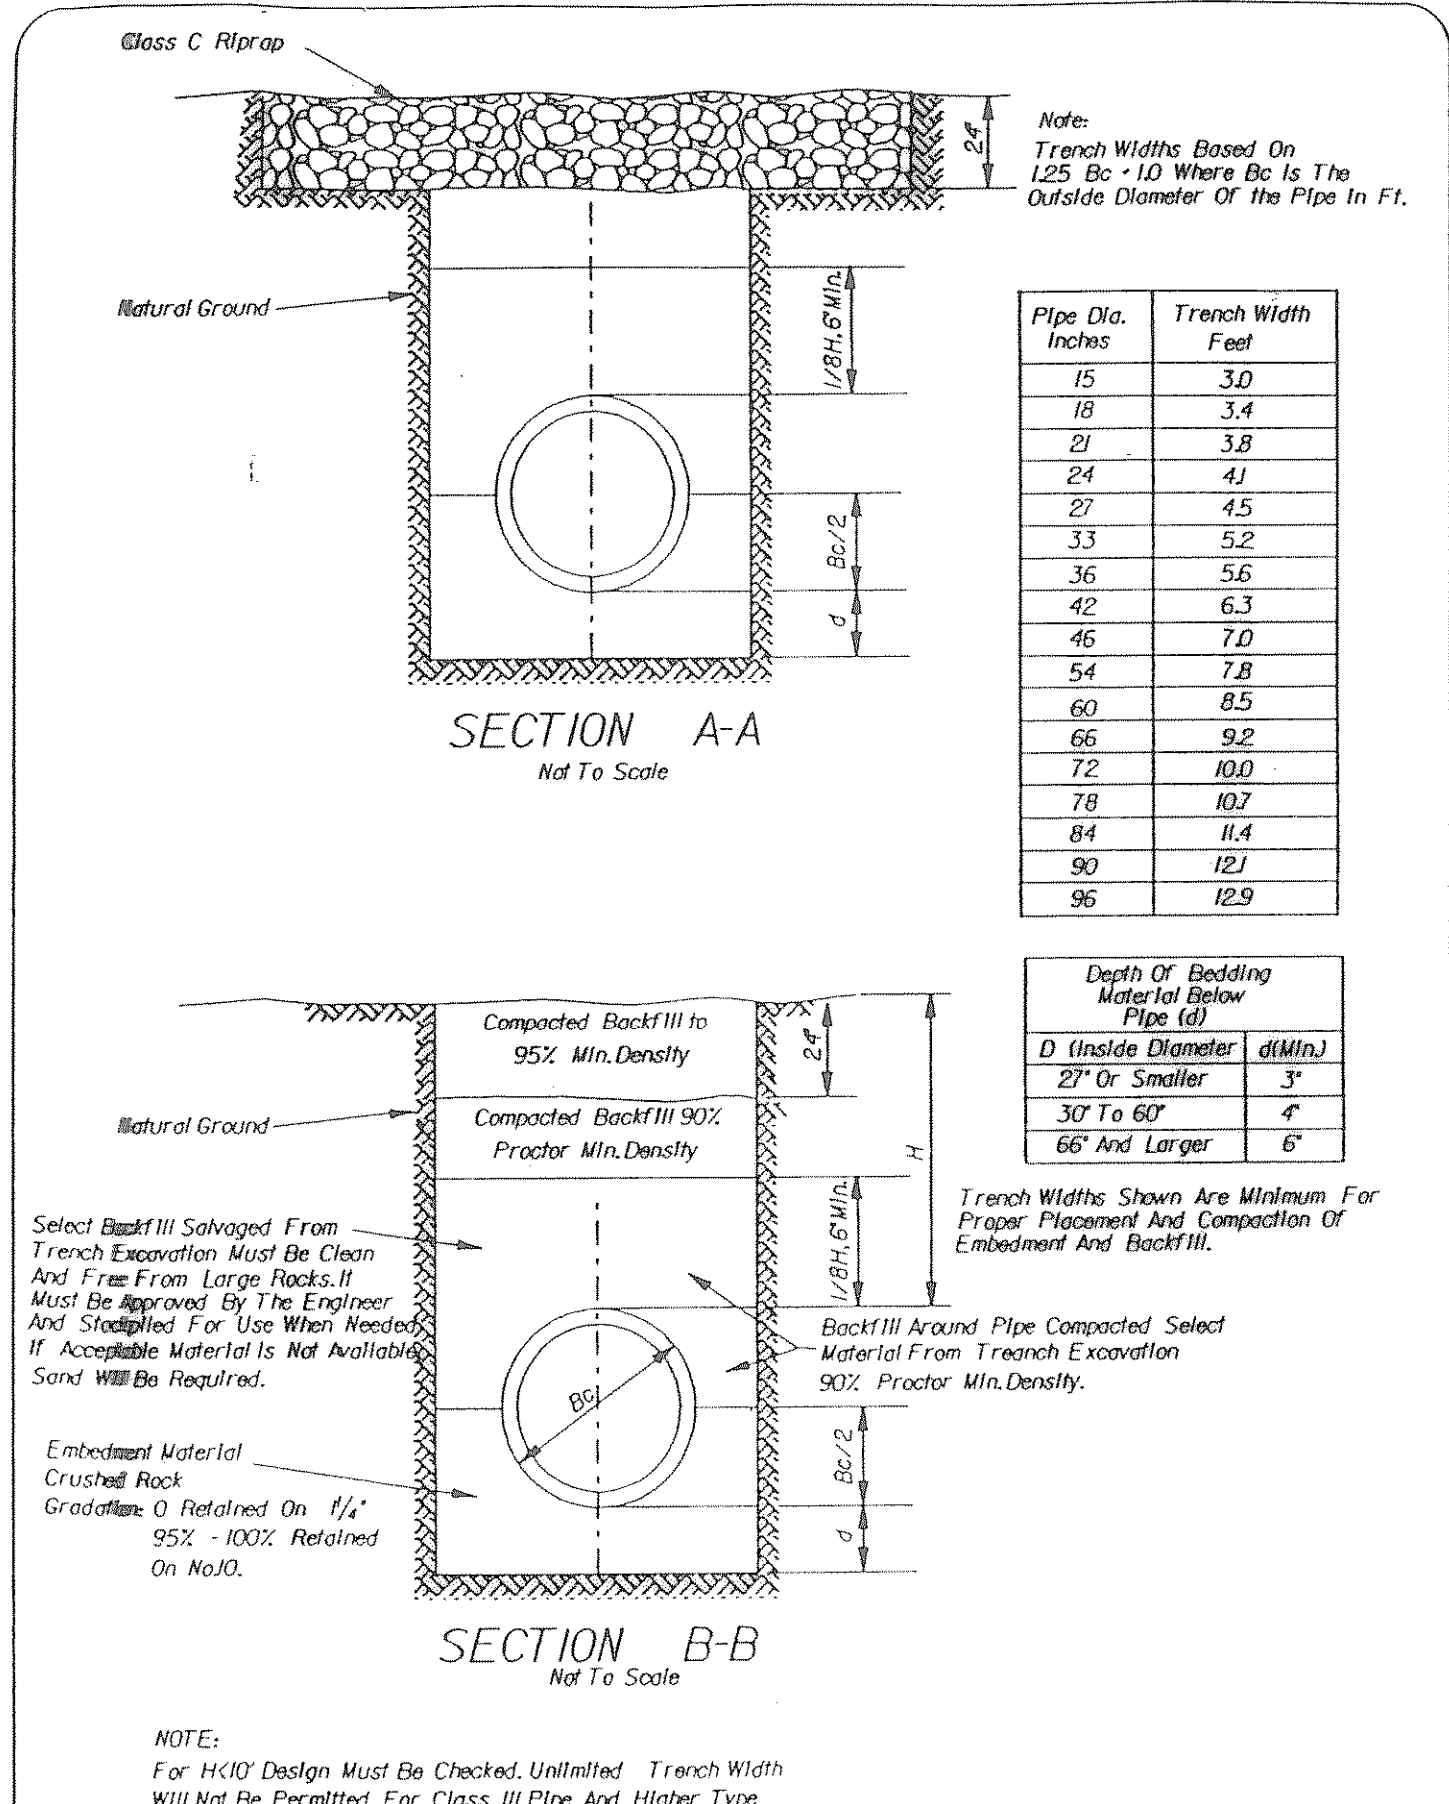 Class C Riprap
24"
Note:
Trench Widths Based On
1.25 Bc + 1.0 Where Bc Is The
Outside Diameter Of the Pipe In Ft.
Natural Ground
1/8H,6"Min.
Bc/2
d
SECTION A-A
Not To Scale
Pipe Dia. Inches Trench Width Feet
15 3.0
18 3.4
21 3.8
24 4.1
27 4.5
33 5.2
36 5.6
42 6.3
46 7.0
54 7.8
60 8.5
66 9.2
72 10.0
78 10.7
84 11.4
90 12.1
96 12.9
Depth Of Bedding
Material Below
Pipe (d)
D (Inside Diameter d(Min.)
27" Or Smaller 3"
30" To 60" 4"
66" And Larger 6"
Trench Widths Shown Are Minimum For
Proper Placement And Compaction Of
Embedment And Backfill.
Compacted Backfill to
95% Min. Density
24"
Natural Ground
Compacted Backfill 90%
Proctor Min. Density
H
1/8H,6"Min.
Select Backfill Salvaged From
Trench Excavation Must Be Clean
And Free From Large Rocks. It
Must Be Approved By The Engineer
And Stockpiled For Use When Needed
If Acceptable Material Is Not Available
Sand Will Be Required.
Backfill Around Pipe Compacted Select
Material From Treanch Excavation
90% Proctor Min. Density.
Bc
Bc/2
d
Embedment Material
Crushed Rock
Gradation: 0 Retained On 1 1/4"
95% - 100% Retained
On No.10.
SECTION B-B
Not To Scale
NOTE:
For H<10' Design Must Be Checked. Unlimited Trench Width
Will Not Be Permitted For Class III Pipe And Higher Type